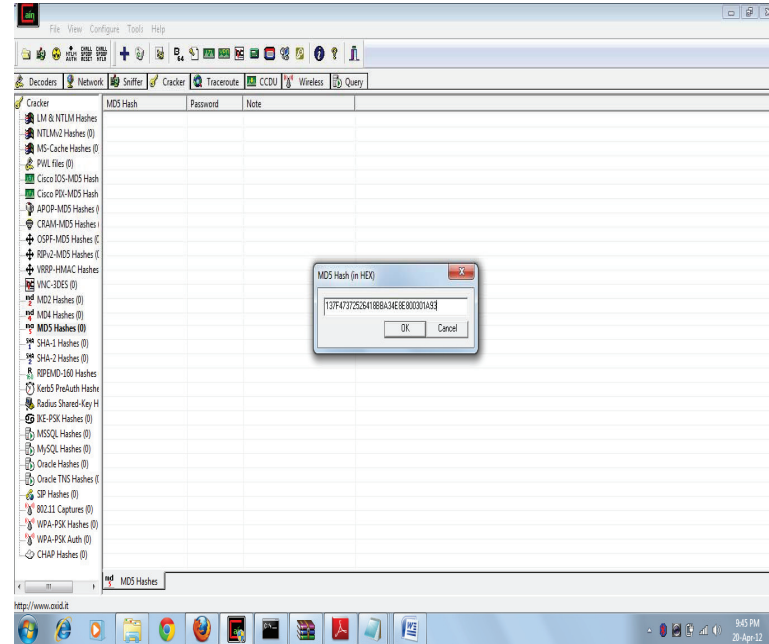 ain
File View Configure Tools Help
Decoders Network Sniffer Cracker Traceroute CCDU Wireless Query
Cracker
LM & NTLM Hashes
NTLMv2 Hashes (0)
MS-Cache Hashes (0
PWL files (0)
Cisco IOS-MD5 Hash
Cisco PIX-MD5 Hash
APOP-MD5 Hashes (
CRAM-MD5 Hashes
OSPF-MD5 Hashes (
RIPv2-MD5 Hashes (
VRRP-HMAC Hashes
VNC-3DES (0)
MD2 Hashes (0)
MD4 Hashes (0)
MD5 Hashes (0)
SHA-1 Hashes (0)
SHA-2 Hashes (0)
RIPEMD-160 Hashes
Kerb5 PreAuth Hashe
Radius Shared-Key H
IKE-PSK Hashes (0)
MSSQL Hashes (0)
MySQL Hashes (0)
Oracle Hashes (0)
Oracle TNS Hashes (
SIP Hashes (0)
802.11 Captures (0)
WPA-PSK Hashes (0)
WPA-PSK Auth (0)
CHAP Hashes (0)
MD5 Hash Password Note
MD5 Hash (in HEX)
137F47372526418BBA34E8E800301A93
OK Cancel
MD5 Hashes
http://www.oxid.it
9:45 PM
20-Apr-12